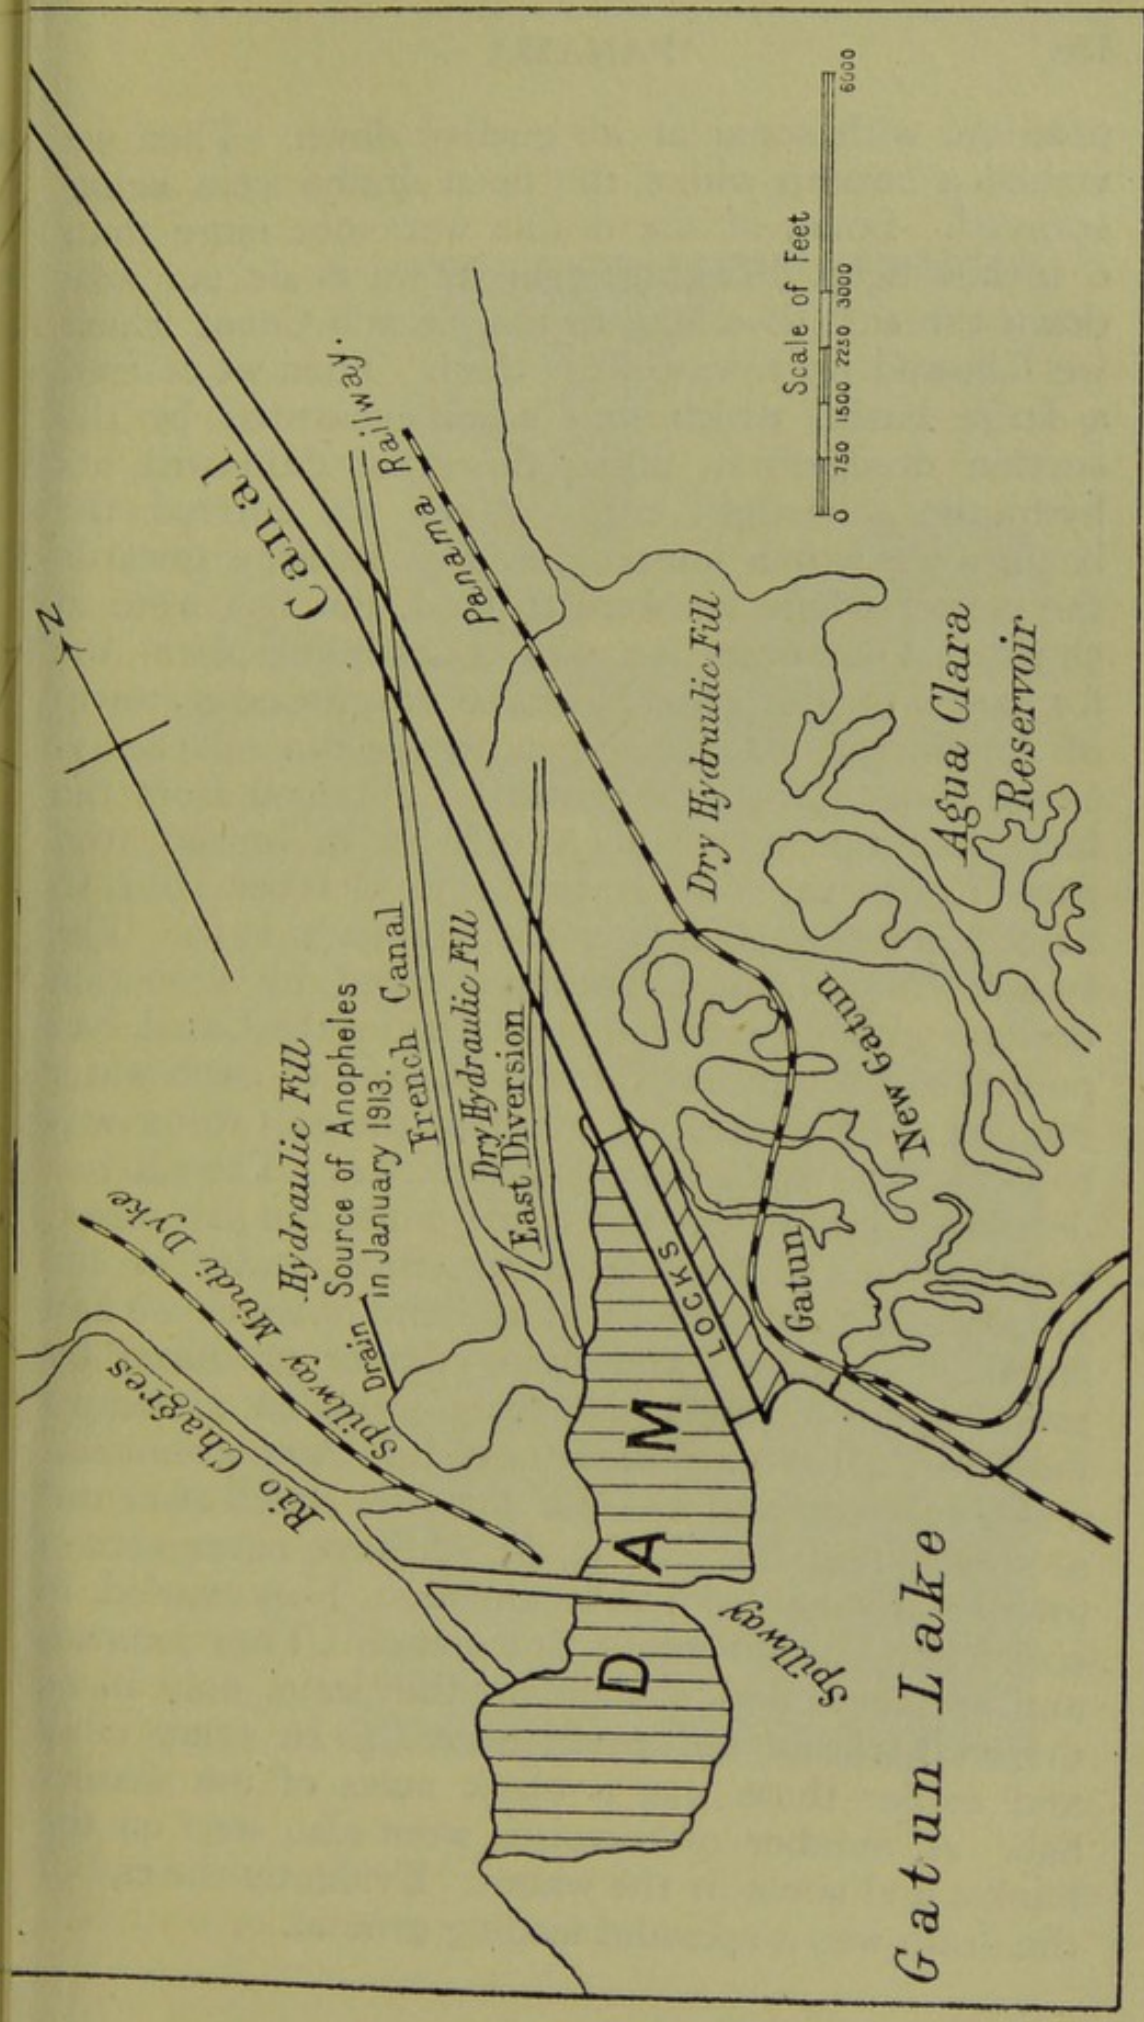 N
Canal
Panama Railway.
Scale of Feet
0 750 1500 2250 3000 6000
Hydraulic Fill
Source of Anopheles
in January 1913.
French Canal
Dry Hydraulic Fill
East Diversion
Dry Hydraulic Fill
Agua Clara
Reservoir
Spillway Mindi Dyke
Drain
Rio Chagres
New Gatun
Gatun
LOCKS
DAM
Spillway
Gatun Lake